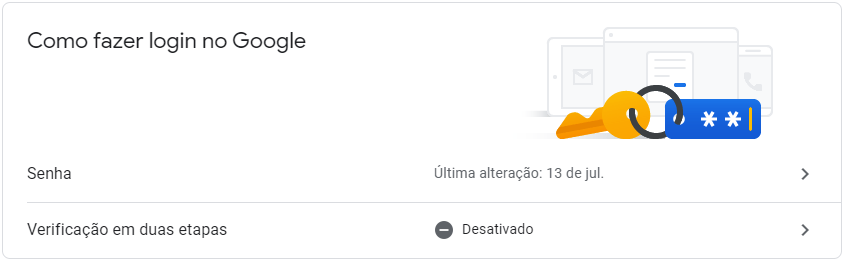 Como fazer login no Google
Senha
Última alteração: 13 de jul.
Verificação em duas etapas
Desativado